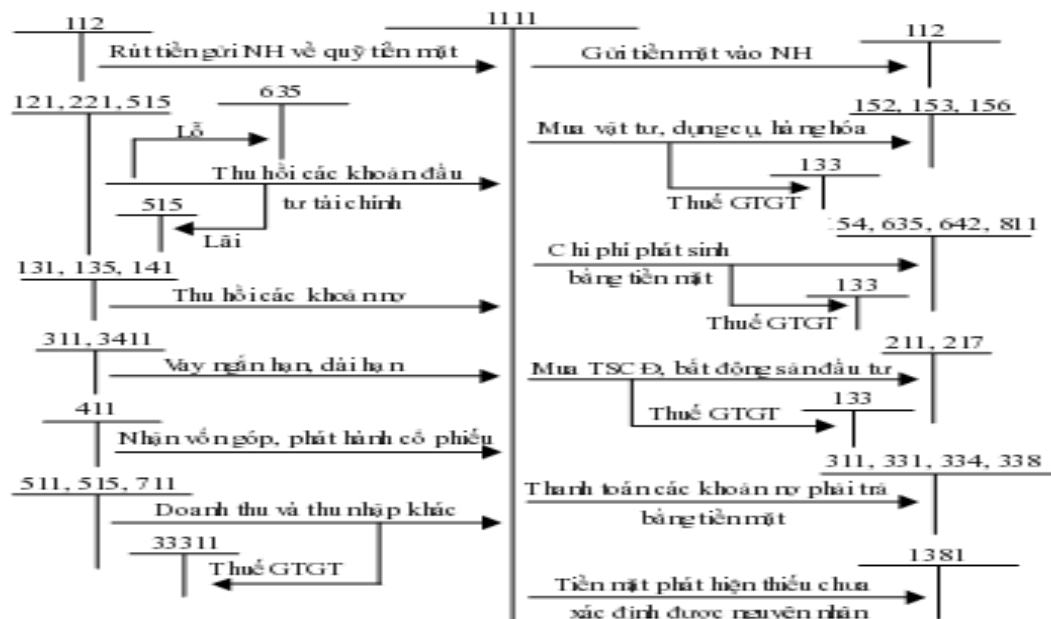 1111
112
Rút tiền gửi NH về quỹ tiền mặt
121, 221, 515
635
Lỗ
Thu hồi các khoản đầu
tư tài chính
515
Lãi
131, 135, 141
Thu hồi các khoản nợ
311, 3411
Vay ngắn hạn, dài hạn
411
Nhận vốn góp, phát hành cổ phiếu
511, 515, 711
Doanh thu và thu nhập khác
33311
Thuế GTGT
112
Gửi tiền mặt vào NH
152, 153, 156
Mua vật tư, dụng cụ, hàng hóa
133
Thuế GTGT
154, 635, 642, 811
Chi phí phát sinh
bằng tiền mặt
133
Thuế GTGT
211, 217
Mua TSCĐ, bất động sản đầu tư
133
Thuế GTGT
311, 331, 334, 338
Thanh toán các khoản nợ phải trả
bằng tiền mặt
1381
Tiền mặt phát hiện thiếu chưa
xác định được nguyên nhân